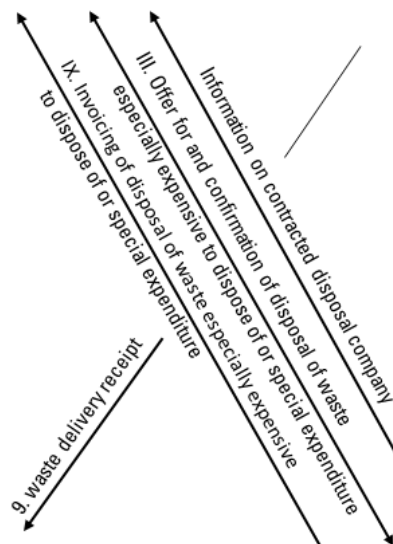 Information on contracted disposal company
III. Offer for and confirmation of disposal of waste
especially expensive to dispose of or special expenditure
IX. Invoicing of disposal of waste especially expensive
to dispose of or special expenditure
9. waste delivery receipt